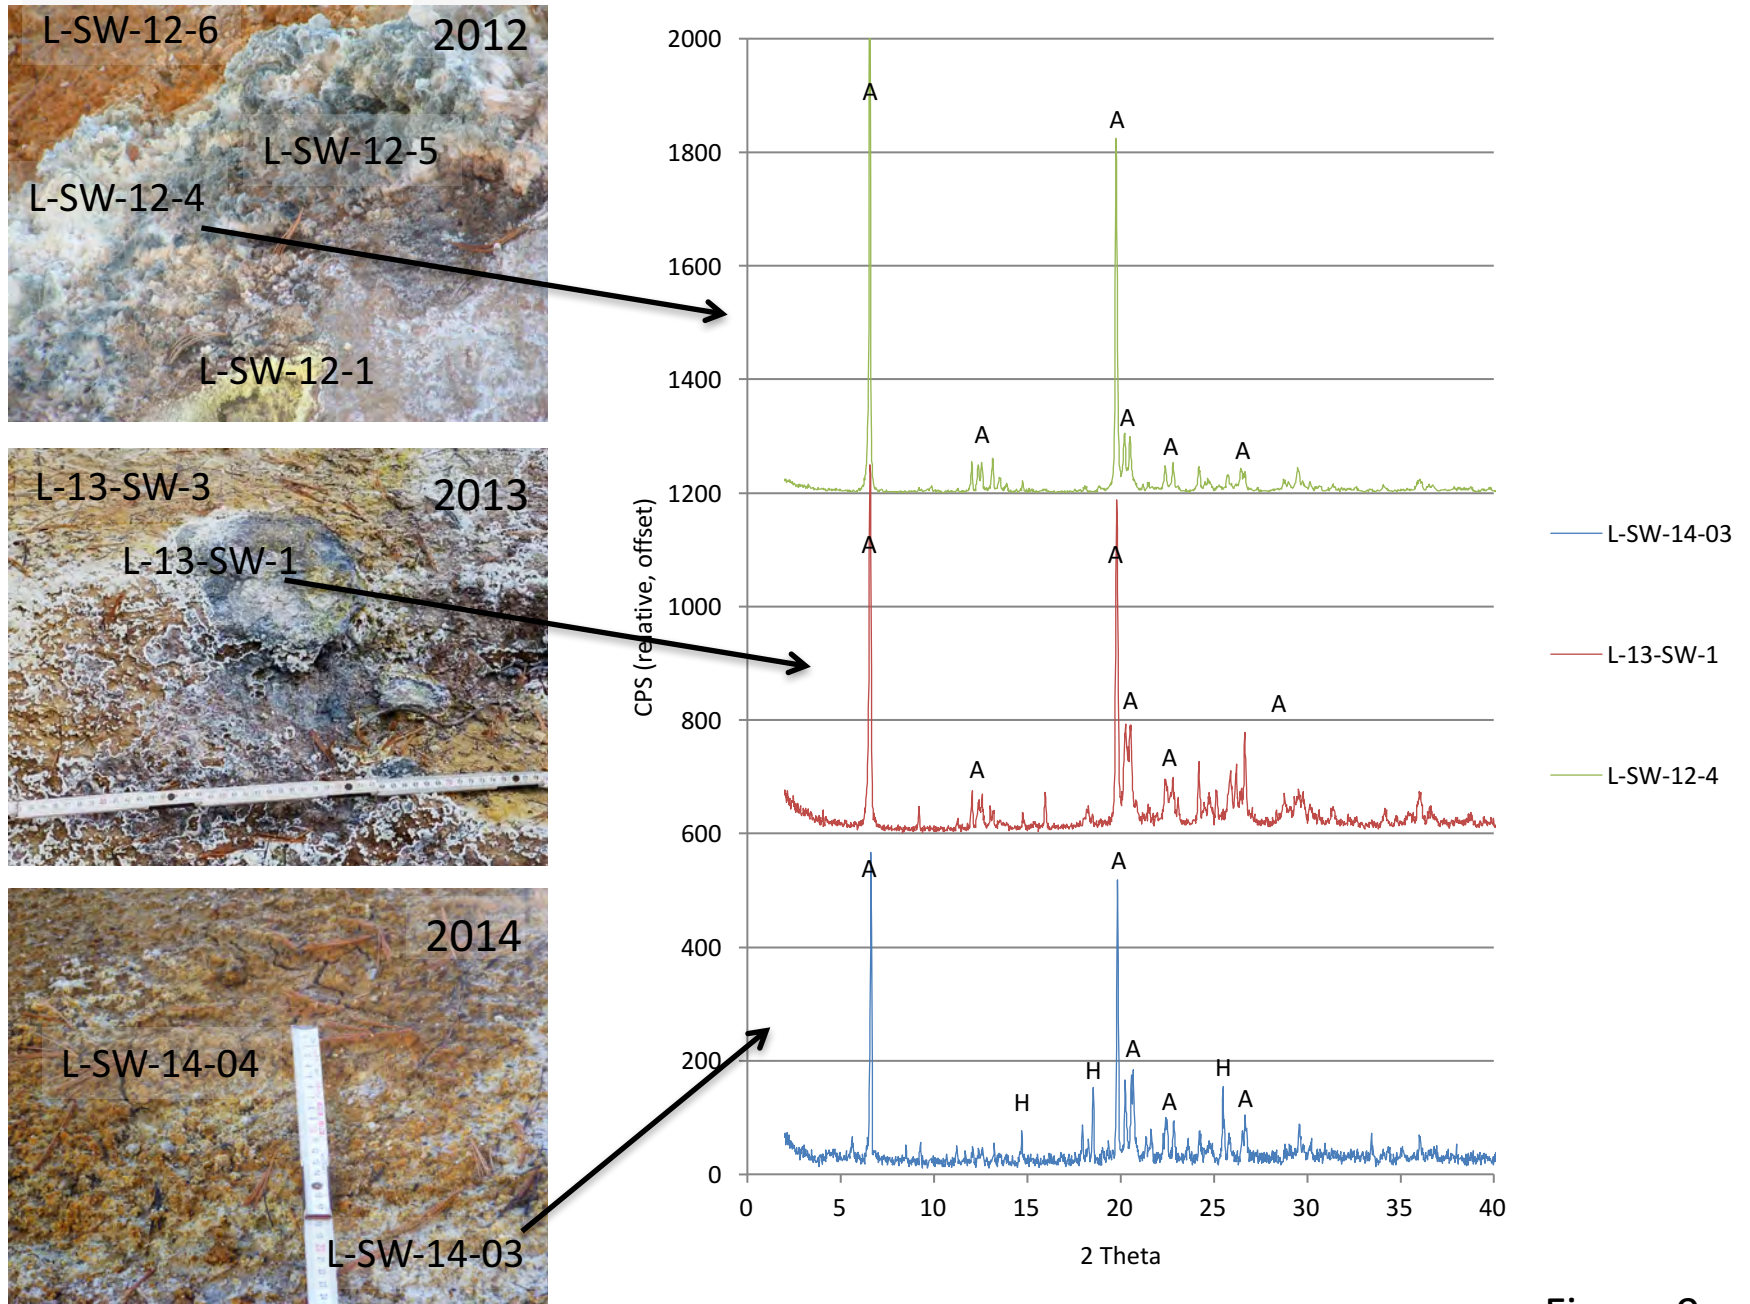 L-SW-12-6
2012
L-SW-12-5
L-SW-12-4
L-SW-12-1
L-13-SW-3
2013
L-13-SW-1
2014
L-SW-14-04
L-SW-14-03
CPS (relative, offset)
2000
1800
1600
1400
1200
1000
800
600
400
200
0
0 5 10 15 20 25 30 35 40
2 Theta
A A
A A A A
A A
A A A A
A A
H H A A H A
L-SW-14-03
L-13-SW-1
L-SW-12-4